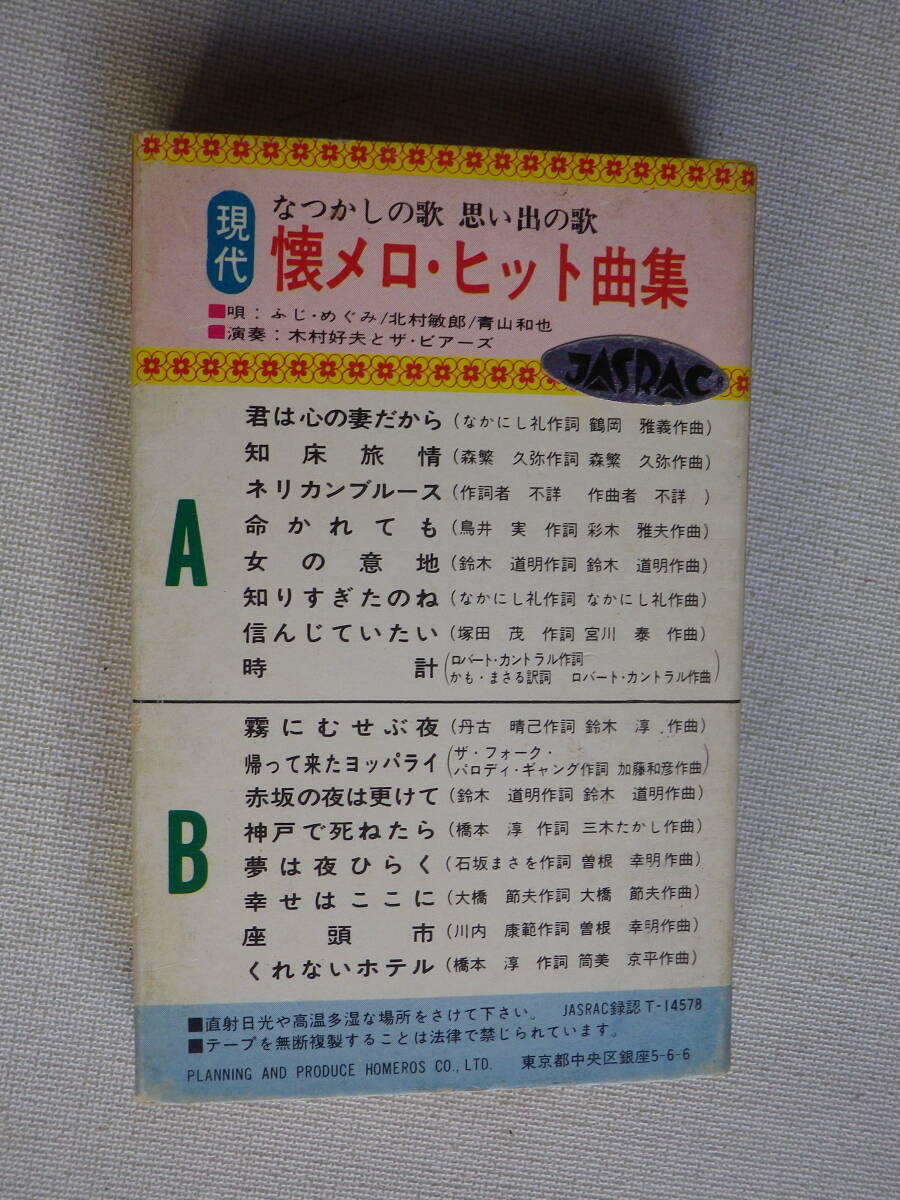 現代
なつかしの歌 思い出の歌
懐メロ・ヒット曲集
■唄：ふじ・めぐみ/北村敏郎/青山和也
■演奏：木村好夫とザ・ビアーズ
JASRAC
A
君は心の妻だから (なかにし礼作詞 鶴岡 雅義作曲)
知床旅情 (森繁 久弥作詞 森繁 久弥作曲)
ネリカンブルース (作詞者 不詳 作曲者 不詳 )
命かれても (鳥井 実 作詞 彩木 雅夫作曲)
女の意地 (鈴木 道明作詞 鈴木 道明作曲)
知りすぎたのね (なかにし礼作詞 なかにし礼作曲)
信んじていたい (塚田 茂 作詞 宮川 泰 作曲)
時計 (ロバート・カントラル作詞
かも・まさる訳詞 ロバート・カントラル作曲)
B
霧にむせぶ夜 (丹古 晴己作詞 鈴木 淳 作曲)
帰って来たヨッパライ (ザ・フォーク・
パロディ・ギャング作詞 加藤和彦作曲)
赤坂の夜は更けて (鈴木 道明作詞 鈴木 道明作曲)
神戸で死ねたら (橋本 淳 作詞 三木たかし作曲)
夢は夜ひらく (石坂まさを作詞 曽根 幸明作曲)
幸せはここに (大橋 節夫作詞 大橋 節夫作曲)
座頭市 (川内 康範作詞 曽根 幸明作曲)
くれないホテル (橋本 淳 作詞 筒美 京平作曲)
■直射日光や高温多湿な場所をさけて下さい。 JASRAC録認T-14578
■テープを無断複製することは法律で禁じられています。
PLANNING AND PRODUCE HOMEROS CO., LTD. 東京都中央区銀座5-6-6